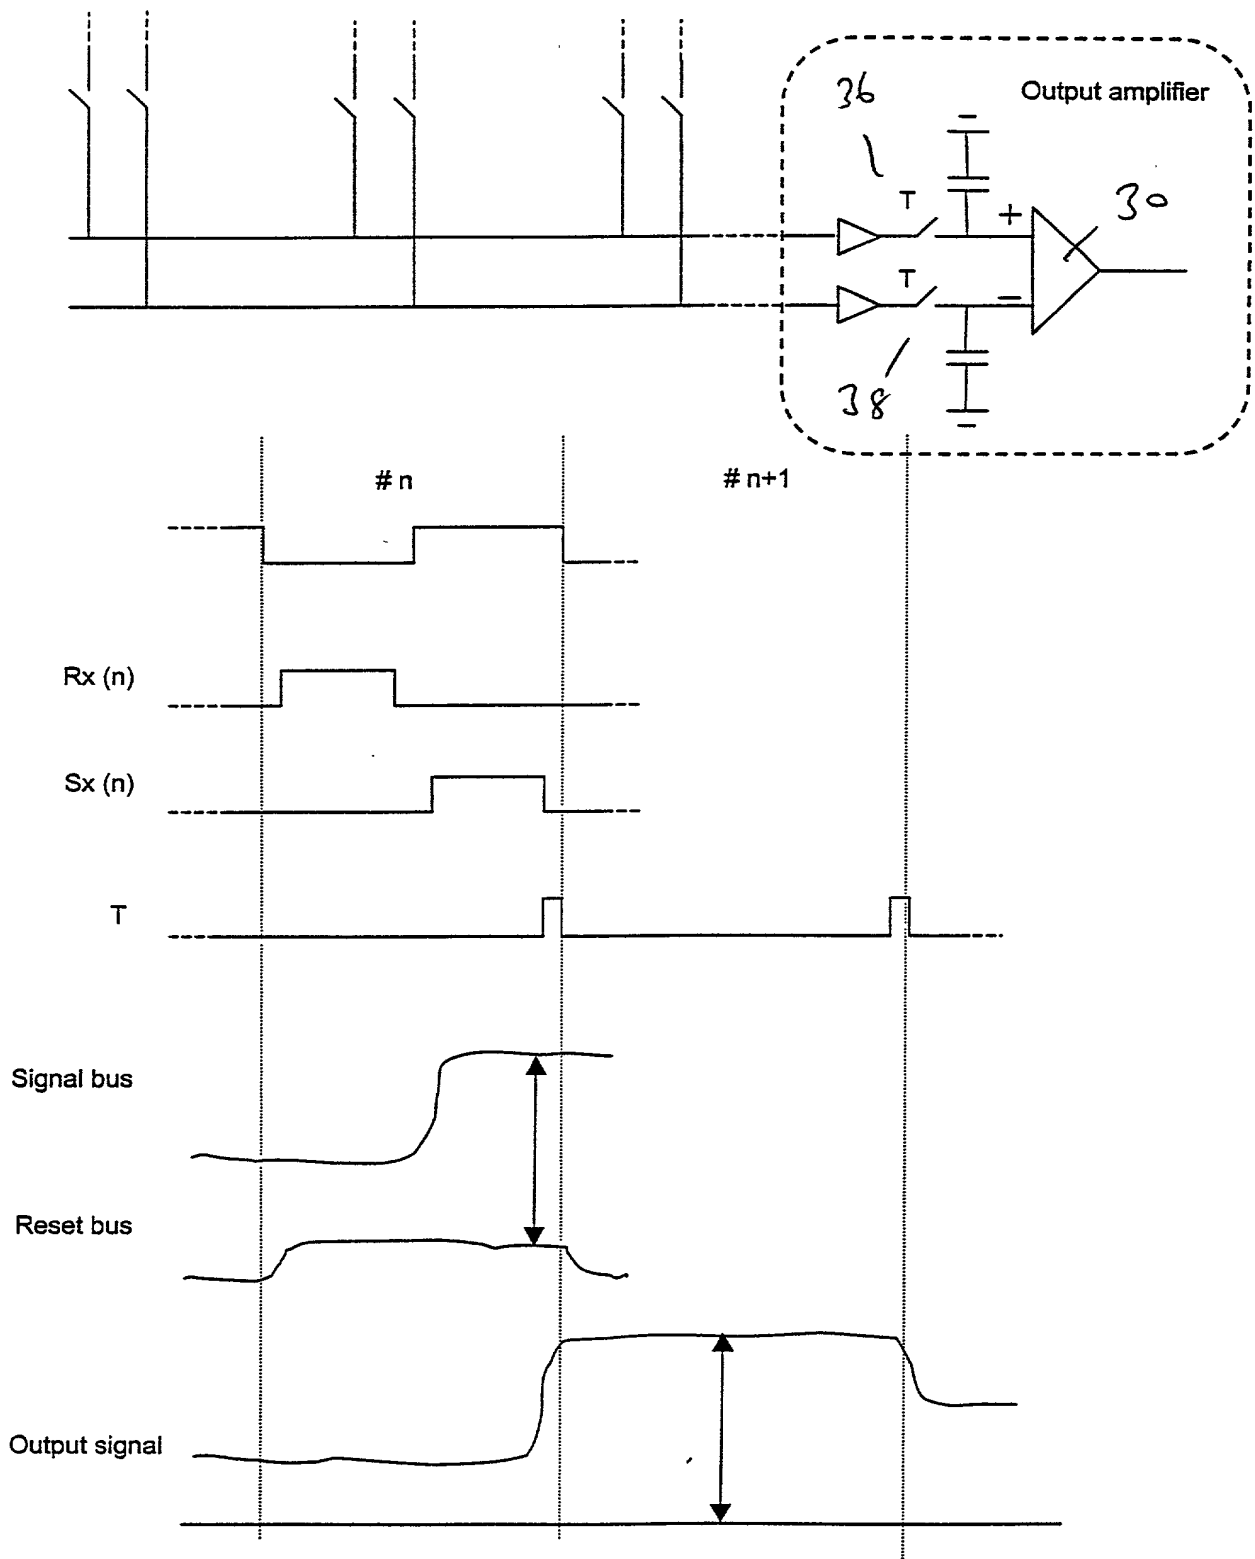 36
Output amplifier
T
+
30
T
−
38
# n
# n+1
Rx (n)
Sx (n)
T
Signal bus
Reset bus
Output signal